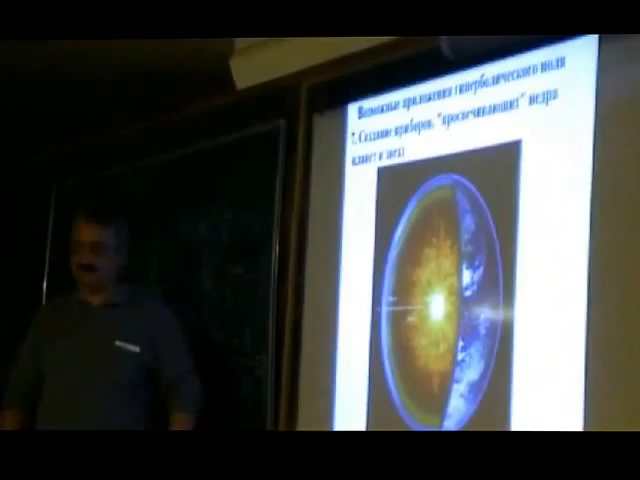 Возможные приложения гиперболического поля
7. Создание приборов, "просвечивающих" недра
планет и звезд